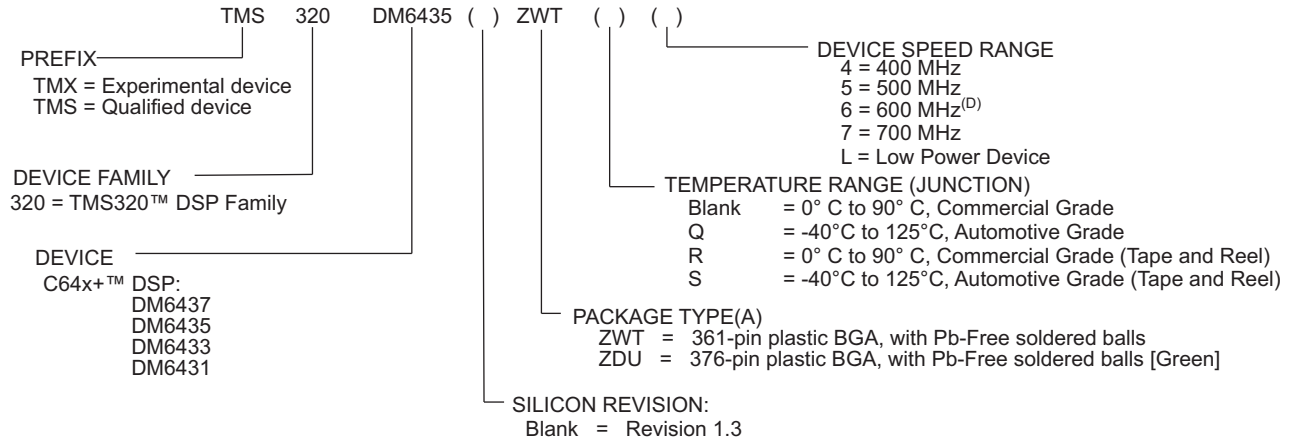 TMS 320 DM6435 ( ) ZWT ( ) ( )
PREFIX
TMX = Experimental device
TMS = Qualified device
DEVICE SPEED RANGE
4 = 400 MHz
5 = 500 MHz
6 = 600 MHz(D)
7 = 700 MHz
L = Low Power Device
DEVICE FAMILY
320 = TMS320™ DSP Family
TEMPERATURE RANGE (JUNCTION)
Blank = 0° C to 90° C, Commercial Grade
Q = -40°C to 125°C, Automotive Grade
R = 0° C to 90° C, Commercial Grade (Tape and Reel)
S = -40°C to 125°C, Automotive Grade (Tape and Reel)
DEVICE
C64x+™ DSP:
DM6437
DM6435
DM6433
DM6431
PACKAGE TYPE(A)
ZWT = 361-pin plastic BGA, with Pb-Free soldered balls
ZDU = 376-pin plastic BGA, with Pb-Free soldered balls [Green]
SILICON REVISION:
Blank = Revision 1.3